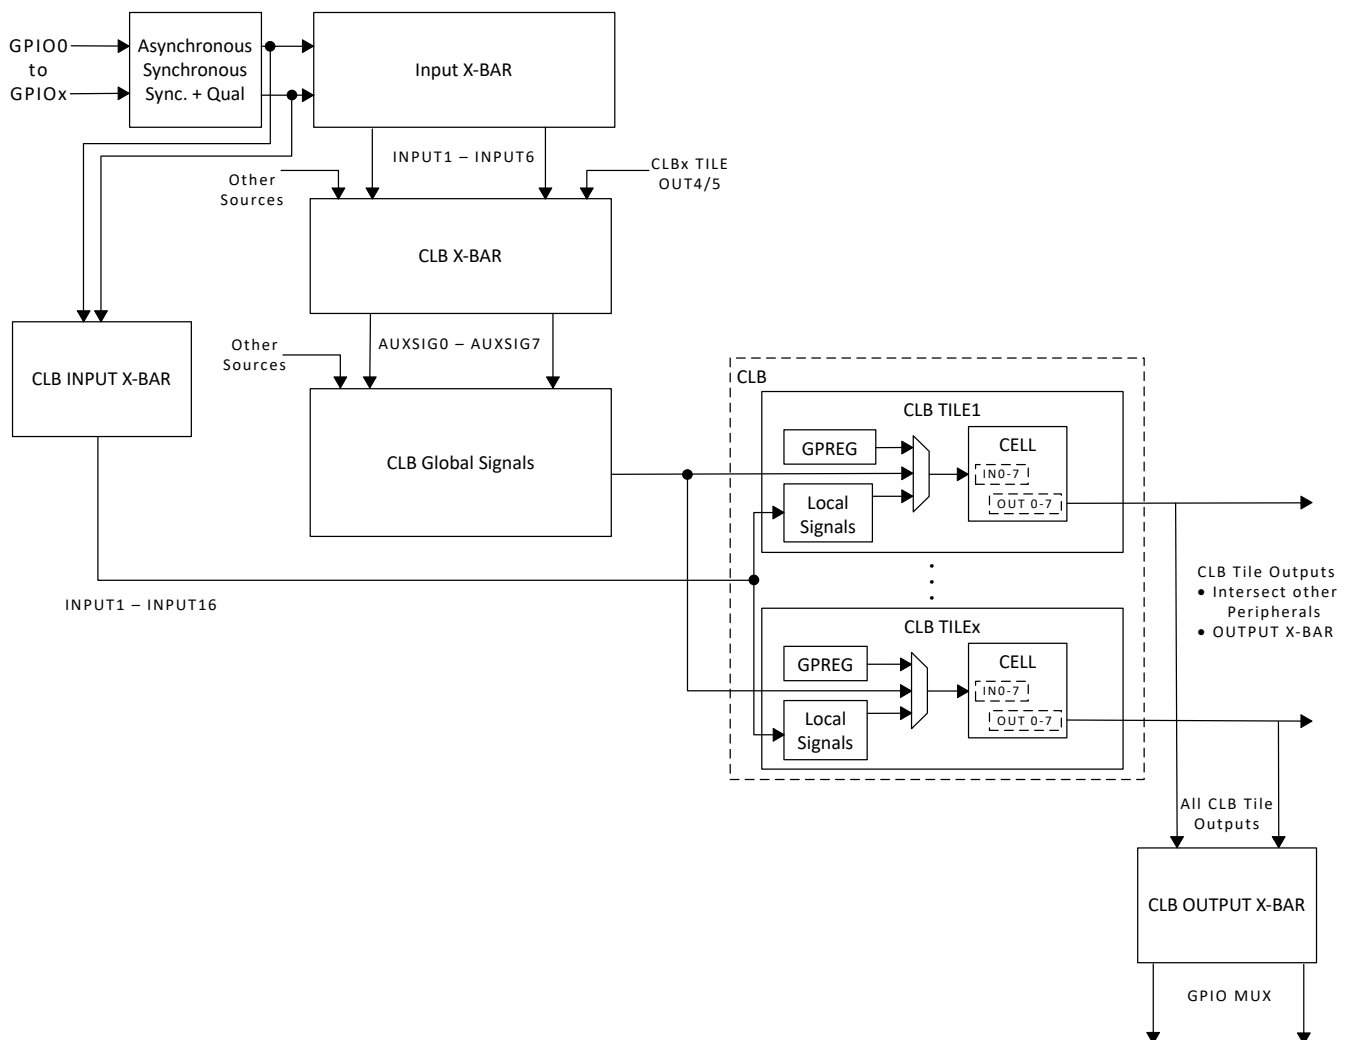 GPIO0
to
GPIOx
Asynchronous
Synchronous
Sync. + Qual
Input X-BAR
INPUT1 – INPUT6
Other
Sources
CLBx TILE
OUT4/5
CLB X-BAR
AUXSIG0 – AUXSIG7
Other
Sources
CLB INPUT X-BAR
CLB Global Signals
INPUT1 – INPUT16
CLB
CLB TILE1
GPREG
Local
Signals
CELL
IN0-7
OUT 0-7
CLB TILEx
GPREG
Local
Signals
CELL
IN0-7
OUT 0-7
CLB Tile Outputs
• Intersect other
Peripherals
• OUTPUT X-BAR
All CLB Tile
Outputs
CLB OUTPUT X-BAR
GPIO MUX